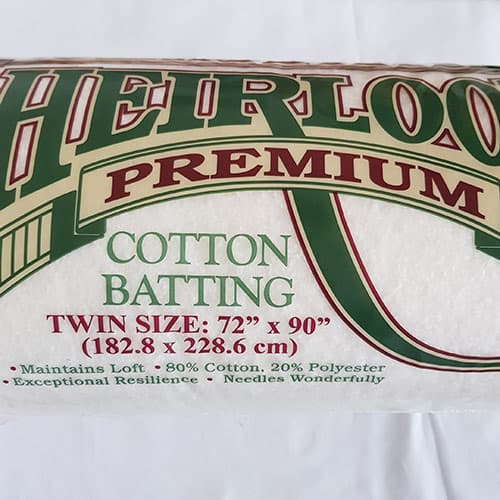 HEIRLOO
PREMIUM
COTTON
BATTING
TWIN SIZE: 72” x 90”
(182.8 x 228.6 cm)
• Maintains Loft • 80% Cotton, 20% Polyester
• Exceptional Resilience • Needles Wonderfully